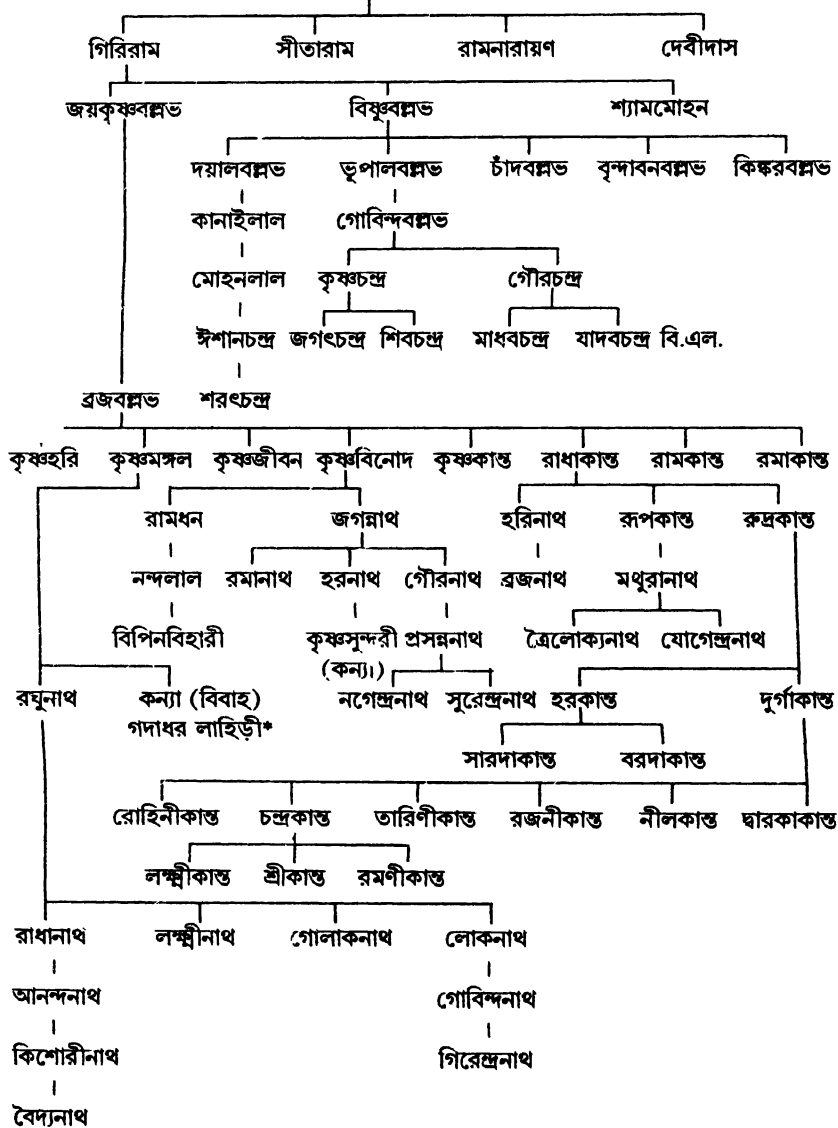 গিরিরাম সীতারাম রামনারায়ণ দেবীদাস
জয়কৃষ্ণবল্লভ বিষ্ণুবল্লভ শ্যামমোহন
দয়ালবল্লভ ভূপালবল্লভ চাঁদবল্লভ বৃন্দাবনবল্লভ কিঙ্করবল্লভ
কানাইলাল গোবিন্দবল্লভ
মোহনলাল কৃষ্ণচন্দ্র গৌরচন্দ্র
ঈশানচন্দ্র জগৎচন্দ্র শিবচন্দ্র মাধবচন্দ্র যাদবচন্দ্র বি.এল.
ব্রজবল্লভ শরৎচন্দ্র
কৃষ্ণহরি কৃষ্ণমঙ্গল কৃষ্ণজীবন কৃষ্ণবিনোদ কৃষ্ণকান্ত রাধাকান্ত রামকান্ত রমাকান্ত
রামধন জগন্নাথ হরিনাথ রূপকান্ত রুদ্রকান্ত
নন্দলাল রমানাথ হরনাথ গৌরনাথ ব্রজনাথ মথুরানাথ
বিপিনবিহারী কৃষ্ণসুন্দরী প্রসন্ননাথ ত্রৈলোক্যনাথ যোগেন্দ্রনাথ
(কন্যা)
রঘুনাথ কন্যা (বিবাহ) নগেন্দ্রনাথ সুরেন্দ্রনাথ হরকান্ত দুর্গাকান্ত
গদাধর লাহিড়ী*
সারদাকান্ত বরদাকান্ত
রোহিনীকান্ত চন্দ্রকান্ত তারিণীকান্ত রজনীকান্ত নীলকান্ত দ্বারকাকান্ত
লক্ষ্মীকান্ত শ্রীকান্ত রমণীকান্ত
রাধানাথ লক্ষ্মীনাথ গোলাকনাথ লোকনাথ
আনন্দনাথ গোবিন্দনাথ
কিশোরীনাথ গিরেন্দ্রনাথ
বৈদ্যনাথ